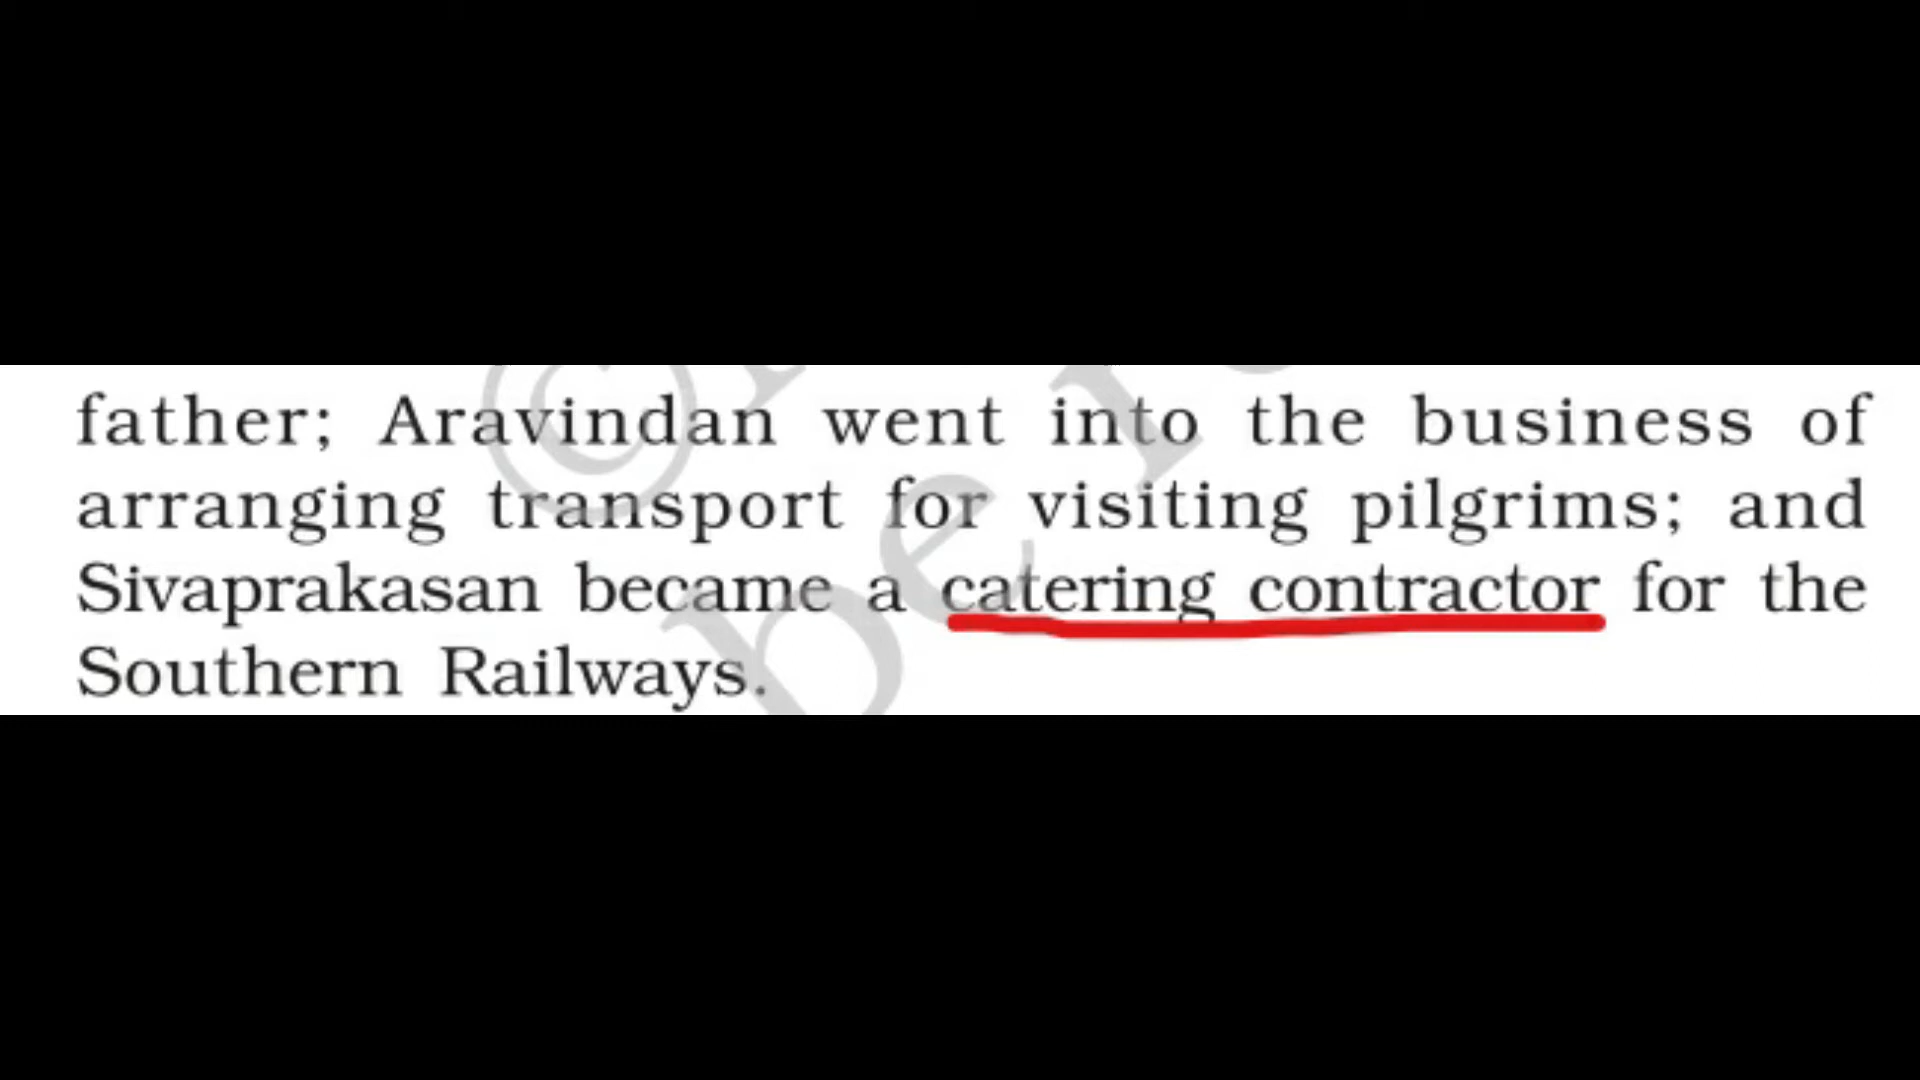 father; Aravindan went into the business of
arranging transport for visiting pilgrims; and
Sivaprakasan became a catering contractor for the
Southern Railways.